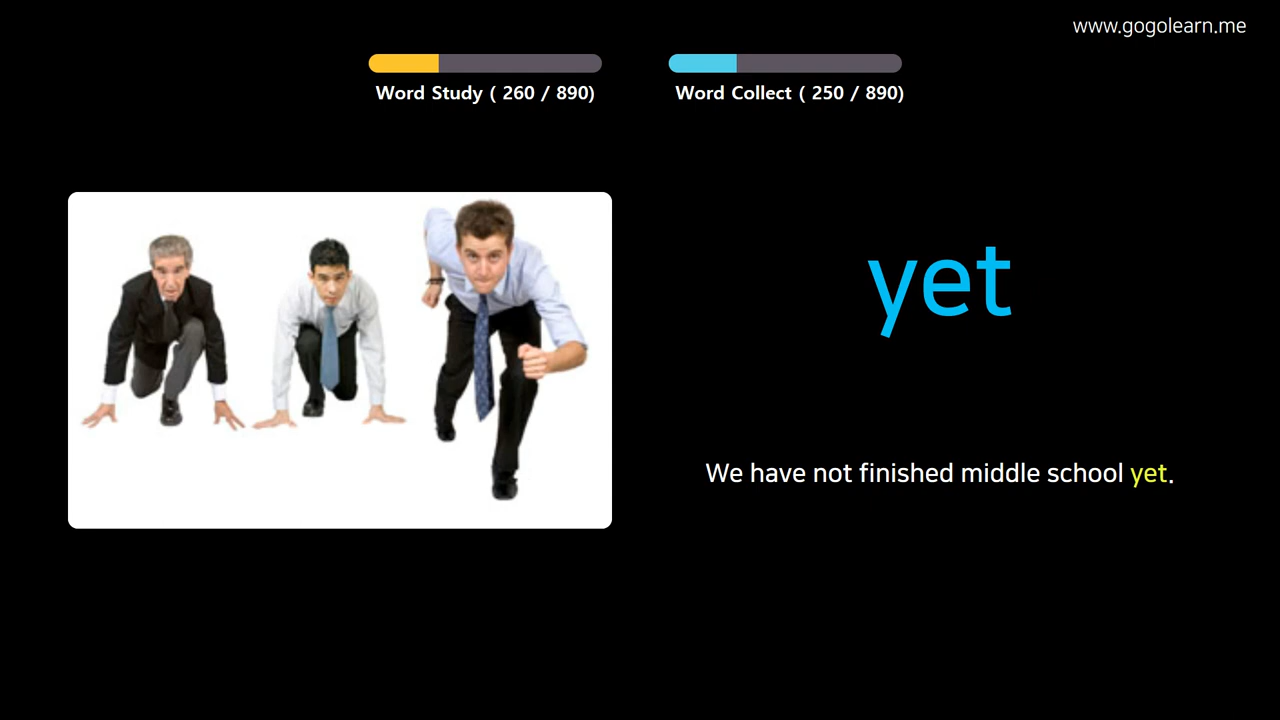 www.gogolearn.me
Word Study ( 260 / 890)
Word Collect ( 250 / 890)
yet
We have not finished middle school yet.